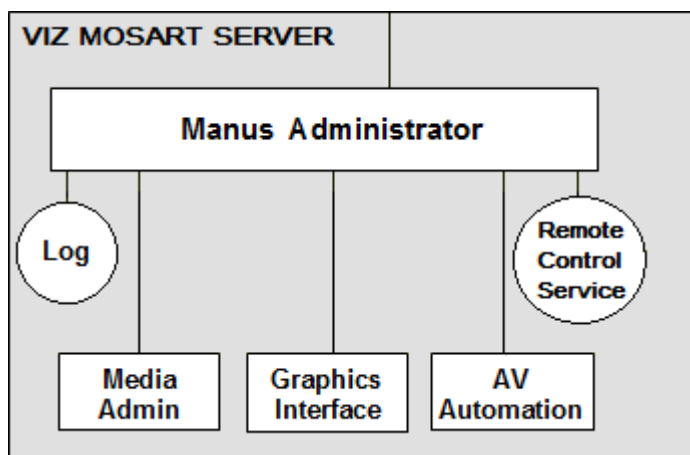 VIZ MOSART SERVER
Manus Administrator
Log
Remote
Control
Service
Media
Admin
Graphics
Interface
AV
Automation